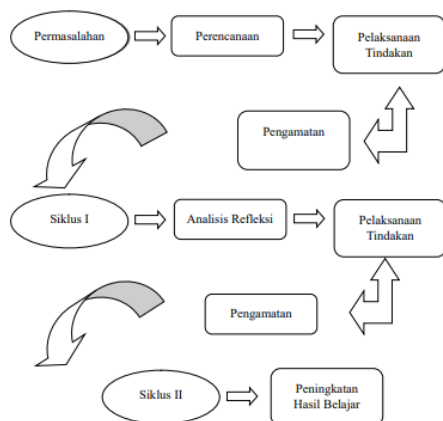 Permasalahan
Perencanaan
Pelaksanaan
Tindakan
Pengamatan
Siklus I
Analisis Refleksi
Pelaksanaan
Tindakan
Pengamatan
Siklus II
Peningkatan
Hasil Belajar